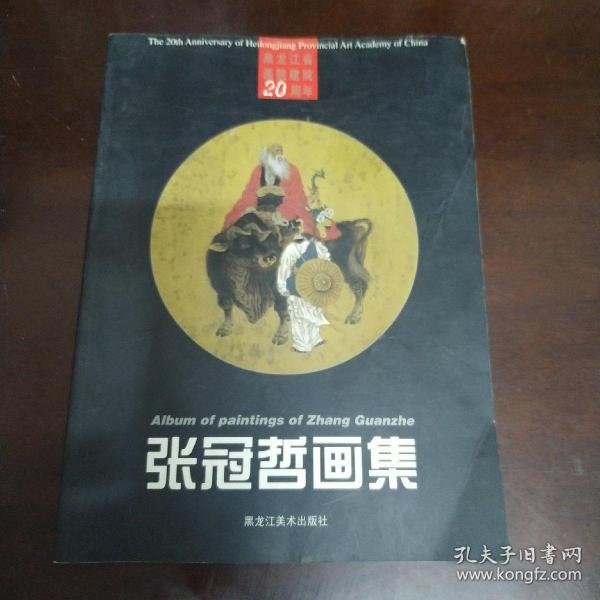 The 20th Anniversary of Heilongjiang Provincial Art Academy of China
黑龙江省
画院建院
20周年
Album of paintings of Zhang Guanzhe
张冠哲画集
黑龙江美术出版社
孔夫子旧书网
www.kongfz.com